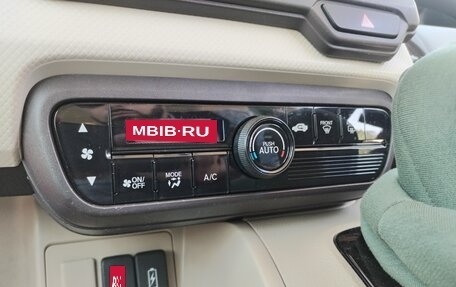 MBIB·RU
PUSH
AUTO
FRONT
ON/
OFF
MODE
A/C